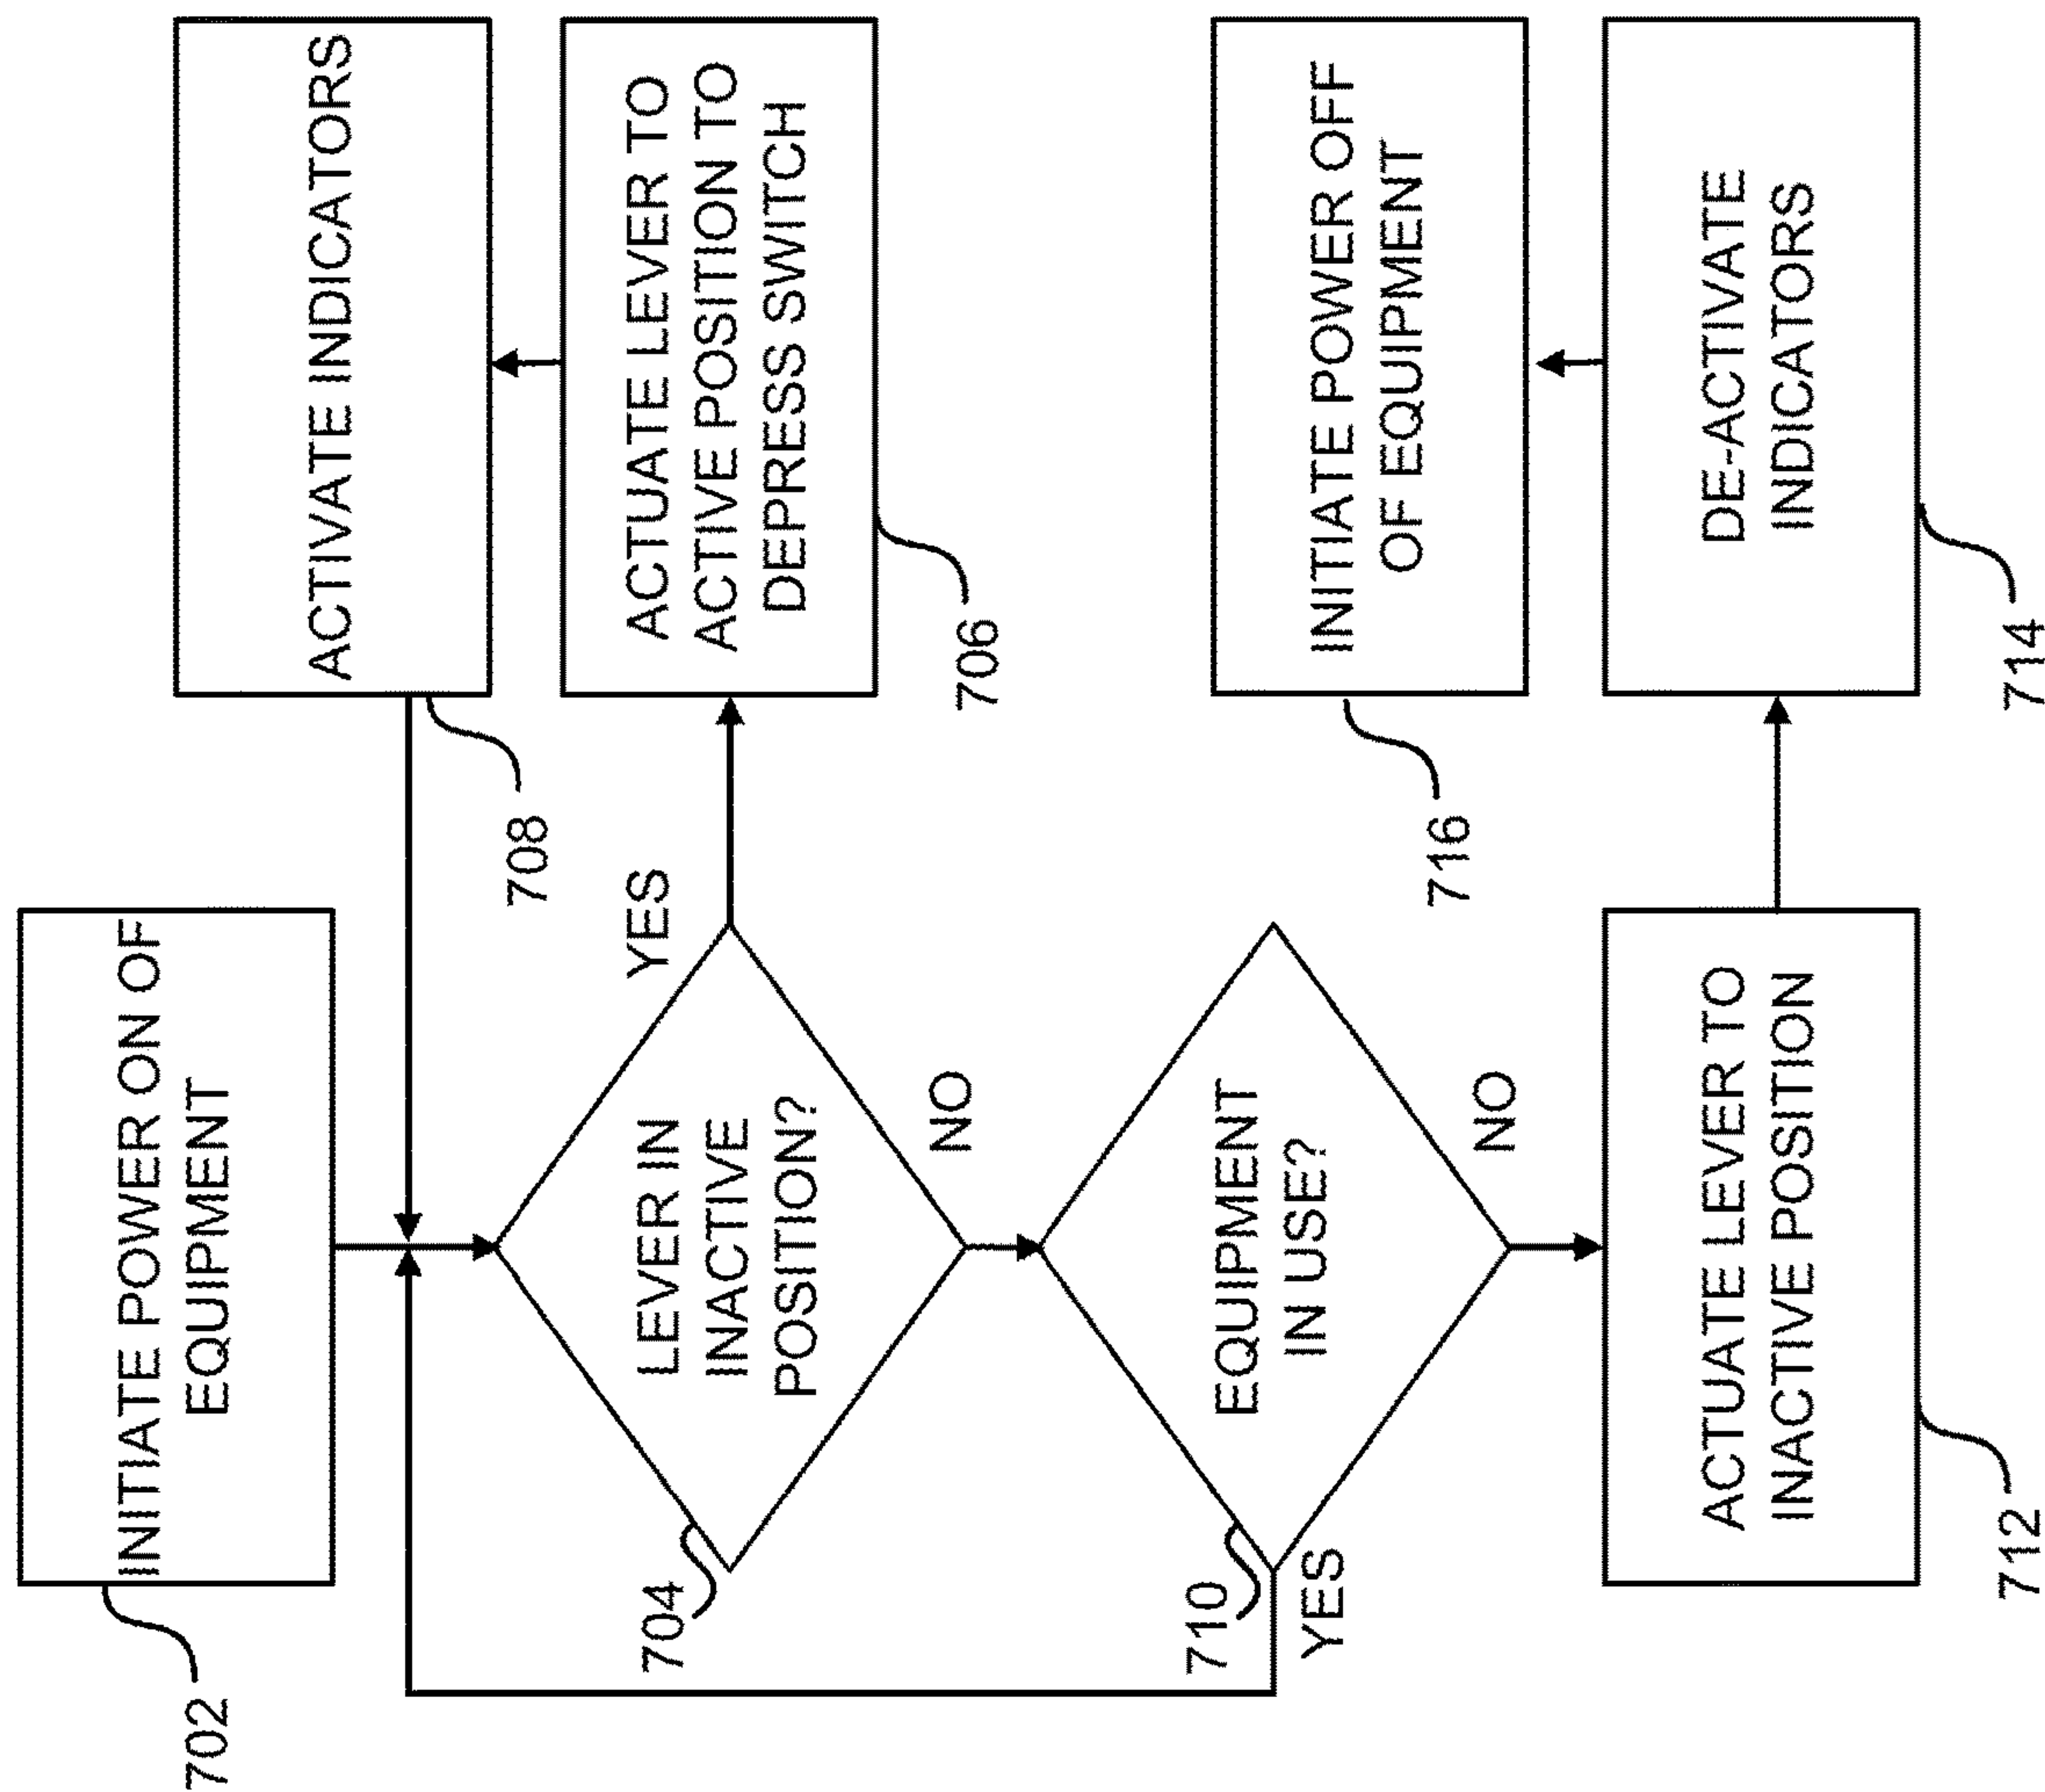 INITIATE POWER ON OF
EQUIPMENT
702
LEVER IN
INACTIVE
POSITION?
704
YES
NO
ACTUATE LEVER TO
ACTIVE POSITION TO
DEPRESS SWITCH
706
ACTIVATE INDICATORS
708
EQUIPMENT
IN USE?
710
YES
NO
ACTUATE LEVER TO
INACTIVE POSITION
712
DE-ACTIVATE
INDICATORS
714
INITIATE POWER OFF
OF EQUIPMENT
716